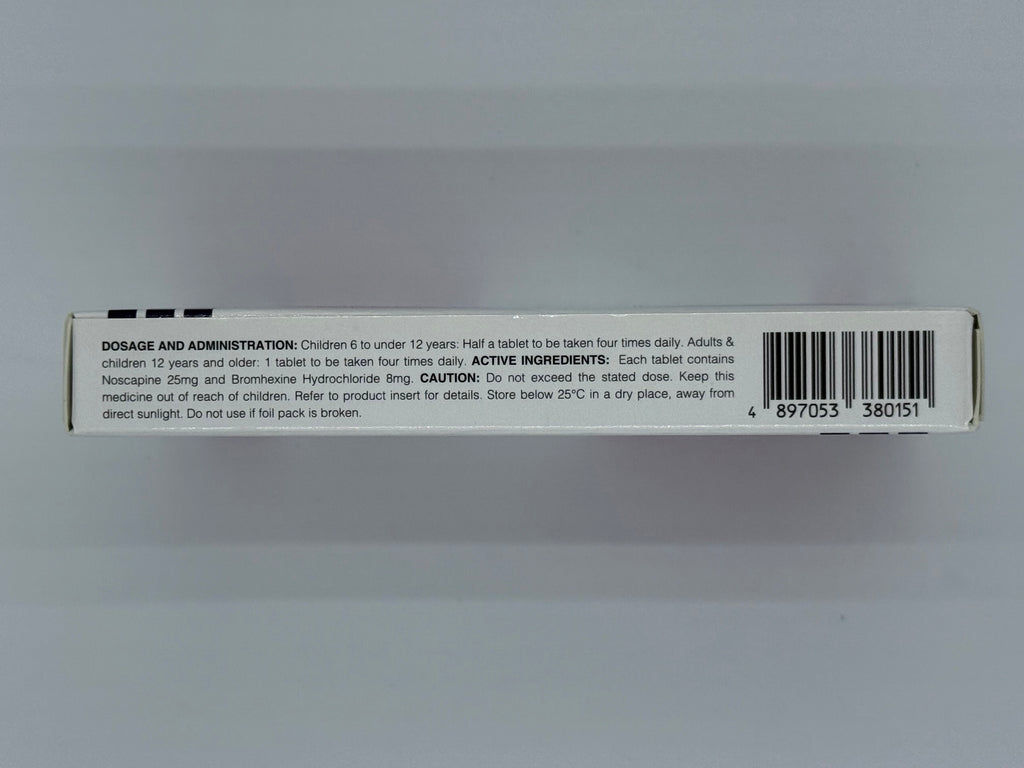 DOSAGE AND ADMINISTRATION: Children 6 to under 12 years: Half a tablet to be taken four times daily. Adults &
children 12 years and older: 1 tablet to be taken four times daily. ACTIVE INGREDIENTS: Each tablet contains
Noscapine 25mg and Bromhexine Hydrochloride 8mg. CAUTION: Do not exceed the stated dose. Keep this
medicine out of reach of children. Refer to product insert for details. Store below 25°C in a dry place, away from
direct sunlight. Do not use if foil pack is broken.
4 897053 380151